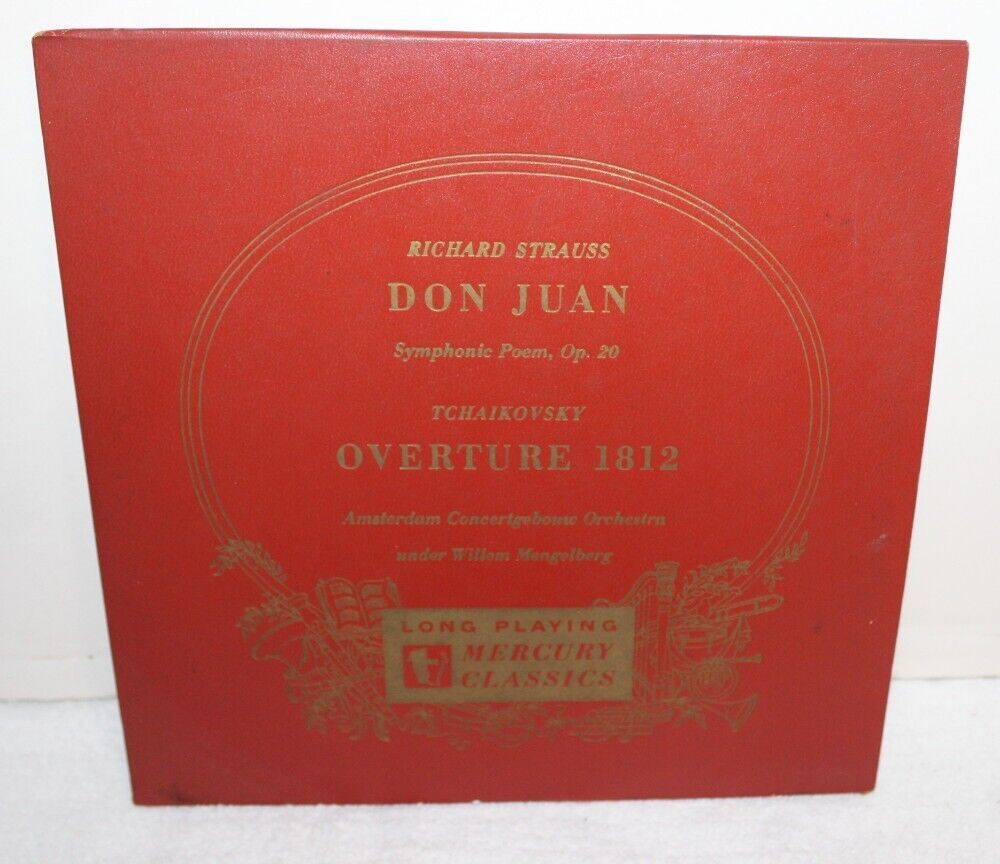 RICHARD STRAUSS
DON JUAN
Symphonic Poem, Op. 20
TCHAIKOVSKY
OVERTURE 1812
Amsterdam Concertgebouw Orchestra
under Willem Mengelberg
LONG PLAYING
MERCURY
CLASSICS